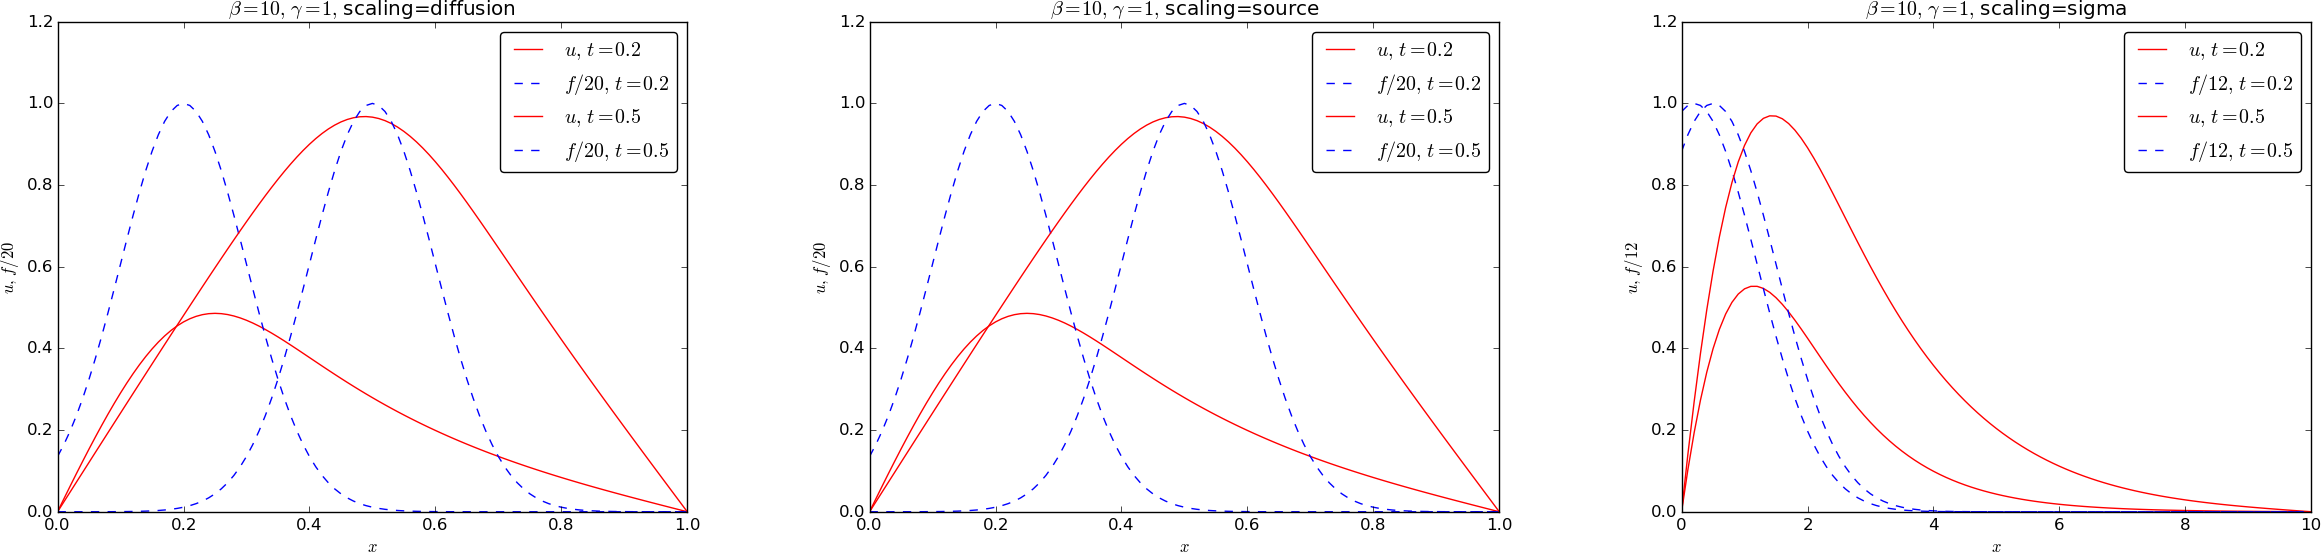 β=10, γ=1, scaling=diffusion
1.2
1.0
0.8
0.6
0.4
0.2
0.0
u, f/20
u, t=0.2
f/20, t=0.2
u, t=0.5
f/20, t=0.5
0.0 0.2 0.4 0.6 0.8 1.0
x
β=10, γ=1, scaling=source
1.2
1.0
0.8
0.6
0.4
0.2
0.0
u, f/20
u, t=0.2
f/20, t=0.2
u, t=0.5
f/20, t=0.5
0.0 0.2 0.4 0.6 0.8 1.0
x
β=10, γ=1, scaling=sigma
1.2
1.0
0.8
0.6
0.4
0.2
0.0
u, f/12
u, t=0.2
f/12, t=0.2
u, t=0.5
f/12, t=0.5
0 2 4 6 8 10
x